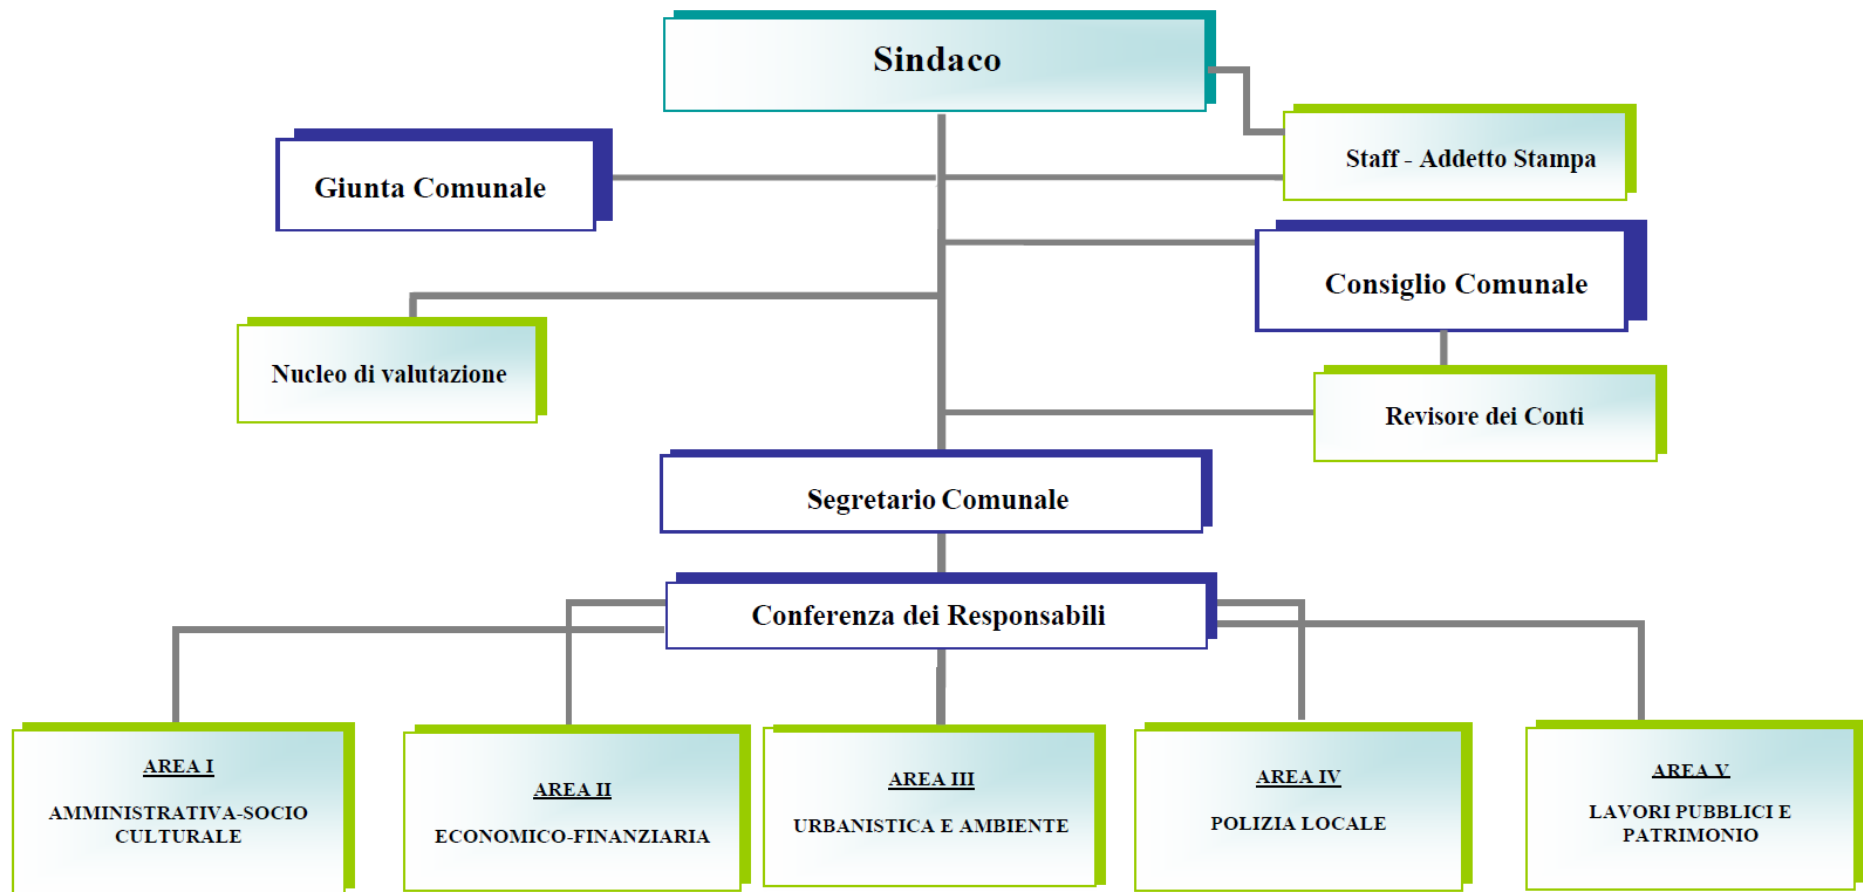 Sindaco
Staff - Addetto Stampa
Giunta Comunale
Consiglio Comunale
Nucleo di valutazione
Revisore dei Conti
Segretario Comunale
Conferenza dei Responsabili
AREA I
AMMINISTRATIVA-SOCIO
CULTURALE
AREA II
ECONOMICO-FINANZIARIA
AREA III
URBANISTICA E AMBIENTE
AREA IV
POLIZIA LOCALE
AREA V
LAVORI PUBBLICI E
PATRIMONIO